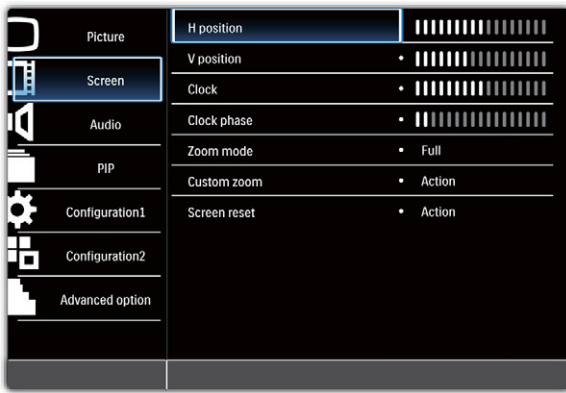 Picture
Screen
Audio
PIP
Configuration1
Configuration2
Advanced option
H position
V position
•
Clock
•
Clock phase
•
Zoom mode
• Full
Custom zoom
• Action
Screen reset
• Action